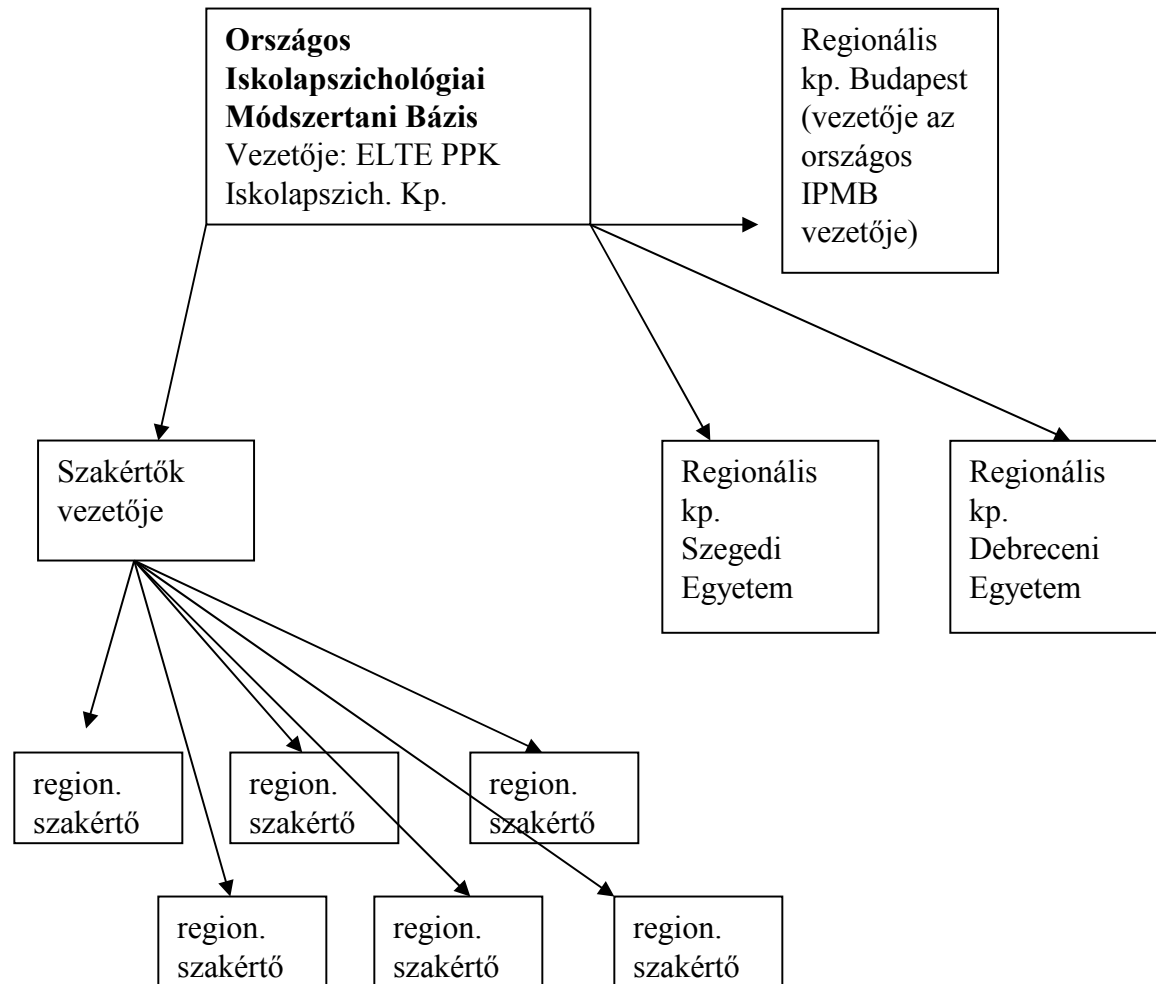 Országos
Iskolapszichológiai
Módszertani Bázis
Vezetője: ELTE PPK
Iskolapszich. Kp.
Regionális
kp. Budapest
(vezetője az
országos
IPMB
vezetője)
Szakértők
vezetője
Regionális
kp.
Szegedi
Egyetem
Regionális
kp.
Debreceni
Egyetem
region.
szakértő
region.
szakértő
region.
szakértő
region.
szakértő
region.
szakértő
region.
szakértő